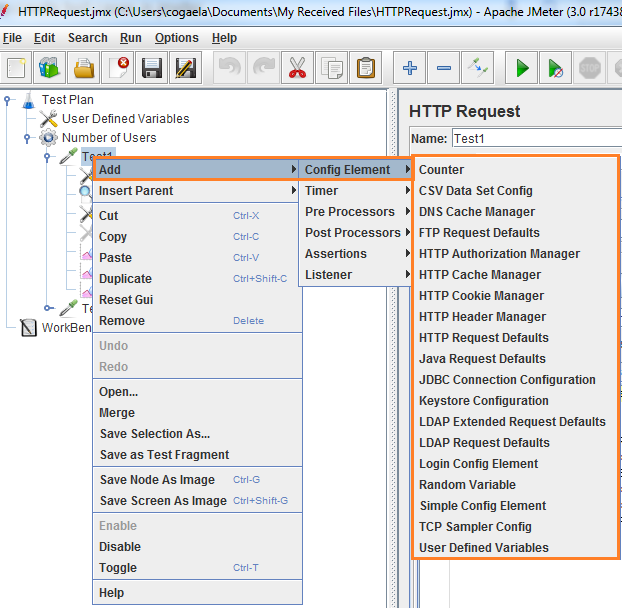 HTTPRequest.jmx (C:\Users\cogaela\Documents\My Received Files\HTTPRequest.jmx) - Apache JMeter (3.0 r17438
File Edit Search Run Options Help
STOP
Test Plan
User Defined Variables
Number of Users
Test1
WorkBen
HTTP Request
Name: Test1
Add
Insert Parent
Cut Ctrl-X
Copy Ctrl-C
Paste Ctrl-V
Duplicate Ctrl+Shift-C
Reset Gui
Remove Delete
Undo
Redo
Open...
Merge
Save Selection As...
Save as Test Fragment
Save Node As Image Ctrl-G
Save Screen As Image Ctrl+Shift-G
Enable
Disable
Toggle Ctrl-T
Help
Config Element
Timer
Pre Processors
Post Processors
Assertions
Listener
Counter
CSV Data Set Config
DNS Cache Manager
FTP Request Defaults
HTTP Authorization Manager
HTTP Cache Manager
HTTP Cookie Manager
HTTP Header Manager
HTTP Request Defaults
Java Request Defaults
JDBC Connection Configuration
Keystore Configuration
LDAP Extended Request Defaults
LDAP Request Defaults
Login Config Element
Random Variable
Simple Config Element
TCP Sampler Config
User Defined Variables